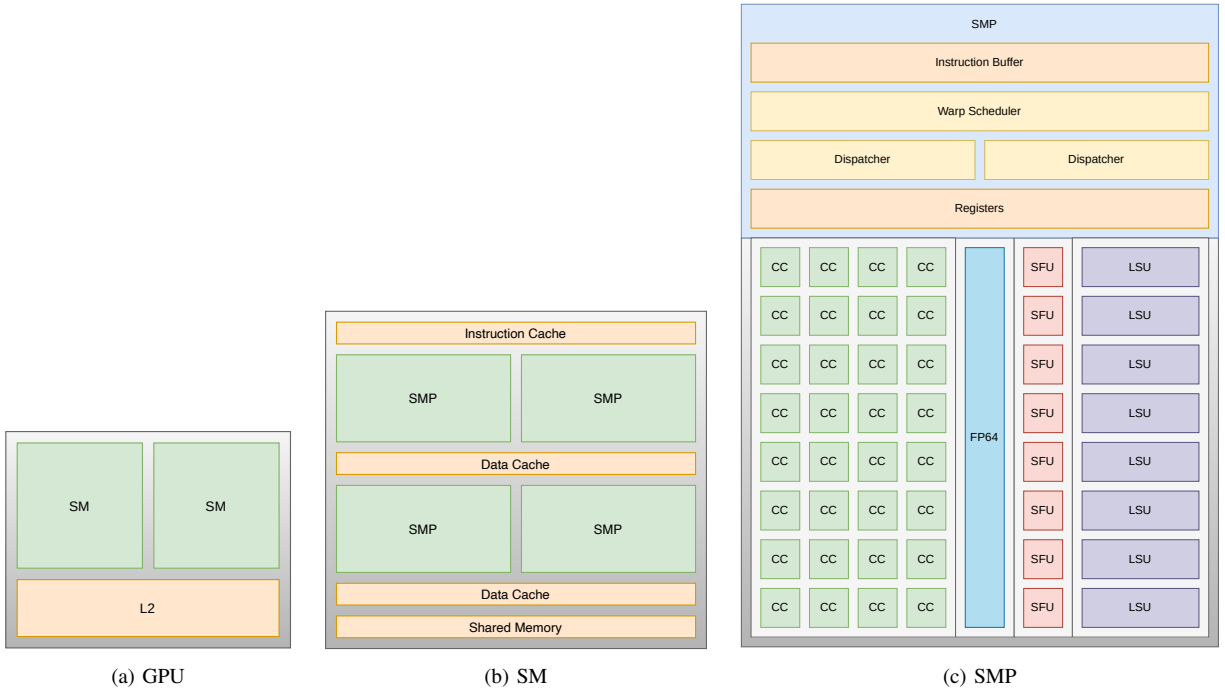 SM SM
L2
(a) GPU
Instruction Cache
SMP SMP
Data Cache
SMP SMP
Data Cache
Shared Memory
(b) SM
SMP
Instruction Buffer
Warp Scheduler
Dispatcher Dispatcher
Registers
CC CC CC CC SFU LSU
CC CC CC CC SFU LSU
CC CC CC CC SFU LSU
CC CC CC CC SFU LSU
FP64
CC CC CC CC SFU LSU
CC CC CC CC SFU LSU
CC CC CC CC SFU LSU
CC CC CC CC SFU LSU
(c) SMP